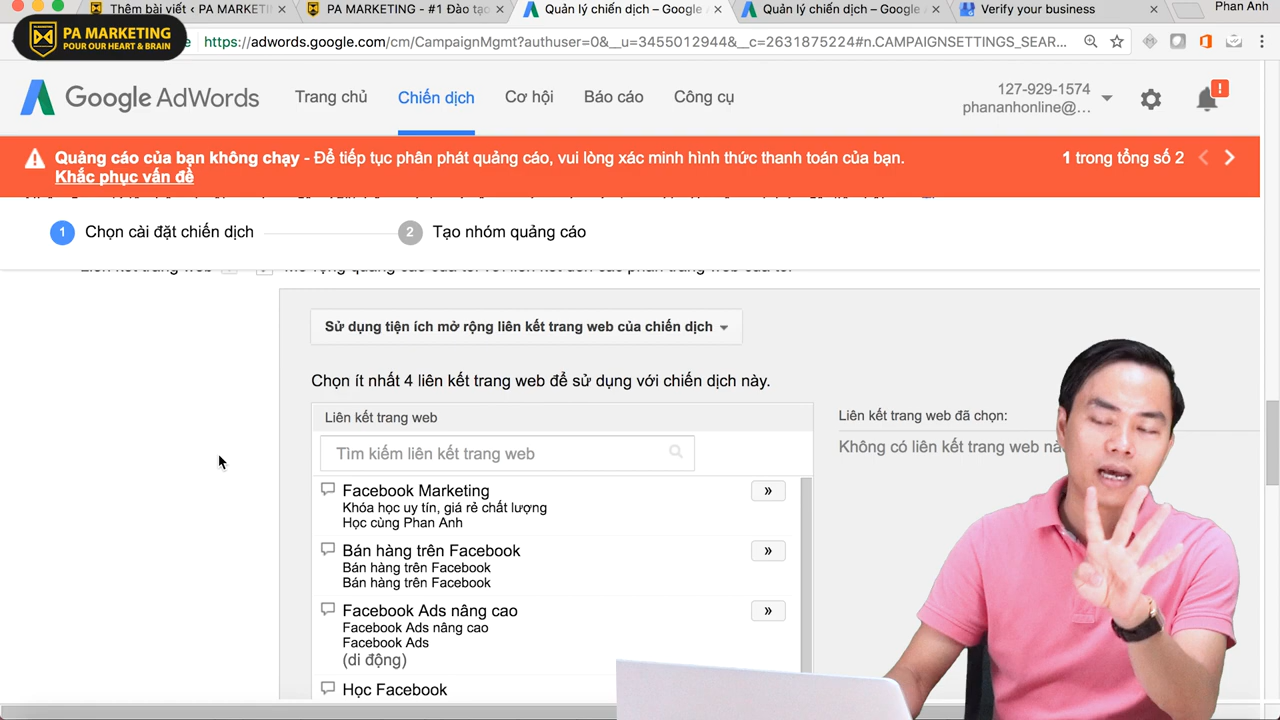 Thêm bài viết ‹ PA MARKETIN
PA MARKETING - #1 Đào tạo
Quản lý chiến dịch – Google
Quản lý chiến dịch – Google A
Verify your business
Phan Anh
PA MARKETING
POUR OUR HEART & BRAIN
https://adwords.google.com/cm/CampaignMgmt?authuser=0&__u=3455012944&__c=2631875224#n.CAMPAIGNSETTINGS_SEAR...
Google AdWords
Trang chủ
Chiến dịch
Cơ hội
Báo cáo
Công cụ
127-929-1574
phananhonline@...
Quảng cáo của bạn không chạy - Để tiếp tục phân phát quảng cáo, vui lòng xác minh hình thức thanh toán của bạn.
Khắc phục vấn đề
1 trong tổng số 2
1 Chọn cài đặt chiến dịch
2 Tạo nhóm quảng cáo
Sử dụng tiện ích mở rộng liên kết trang web của chiến dịch
Chọn ít nhất 4 liên kết trang web để sử dụng với chiến dịch này.
Liên kết trang web
Tìm kiếm liên kết trang web
Liên kết trang web đã chọn:
Không có liên kết trang web
Facebook Marketing »
Khóa học uy tín, giá rẻ chất lượng
Học cùng Phan Anh
Bán hàng trên Facebook »
Bán hàng trên Facebook
Bán hàng trên Facebook
Facebook Ads nâng cao »
Facebook Ads nâng cao
Facebook Ads
(di động)
Học Facebook